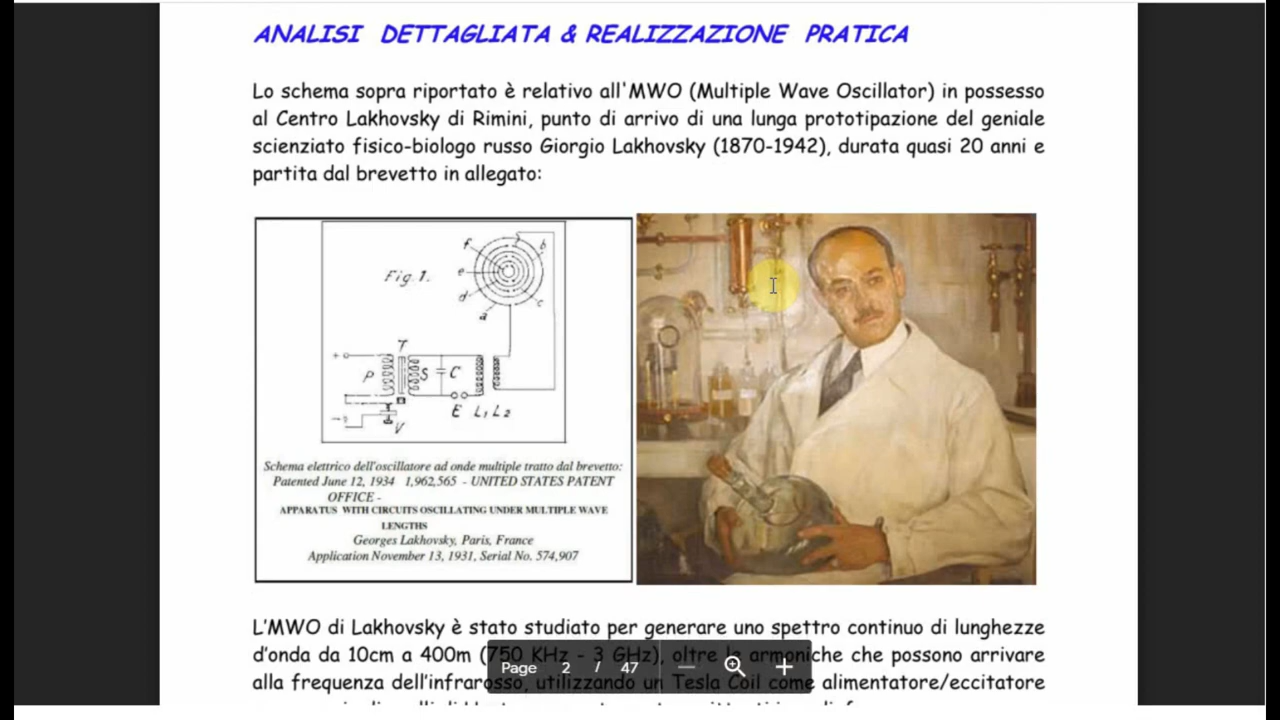 ANALISI DETTAGLIATA & REALIZZAZIONE PRATICA
Lo schema sopra riportato è relativo all'MWO (Multiple Wave Oscillator) in possesso
al Centro Lakhovsky di Rimini, punto di arrivo di una lunga prototipazione del geniale
scienziato fisico-biologo russo Giorgio Lakhovsky (1870-1942), durata quasi 20 anni e
partita dal brevetto in allegato:
Fig.1.
f
b
e
d
c
a
T
+
P
S
C
E L₁ L₂
V
Schema elettrico dell'oscillatore ad onde multiple tratto dal brevetto:
Patented June 12, 1934 1,962,565 - UNITED STATES PATENT
OFFICE -
APPARATUS WITH CIRCUITS OSCILLATING UNDER MULTIPLE WAVE
LENGTHS
Georges Lakhovsky, Paris, France
Application November 13, 1931, Serial No. 574,907
L'MWO di Lakhovsky è stato studiato per generare uno spettro continuo di lunghezze
d'onda da 10cm a 400m (750 KHz - 3 GHz), oltre le armoniche che possono arrivare
alla frequenza dell'infrarosso, utilizzando un Tesla Coil come alimentatore/eccitatore
Page 2 / 47